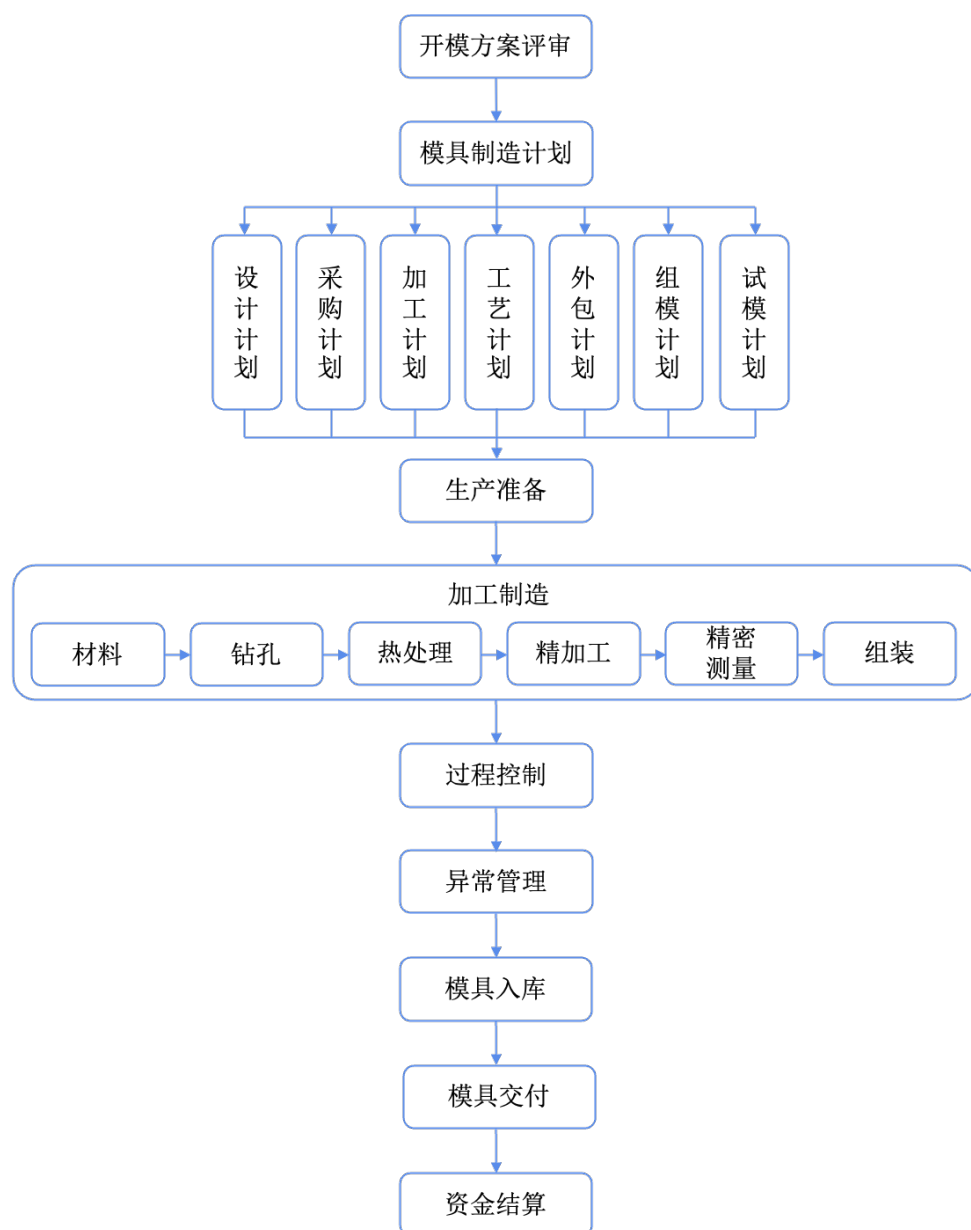 开模方案评审
模具制造计划
设计计划
采购计划
加工计划
工艺计划
外包计划
组模计划
试模计划
生产准备
加工制造
材料
钻孔
热处理
精加工
精密
测量
组装
过程控制
异常管理
模具入库
模具交付
资金结算